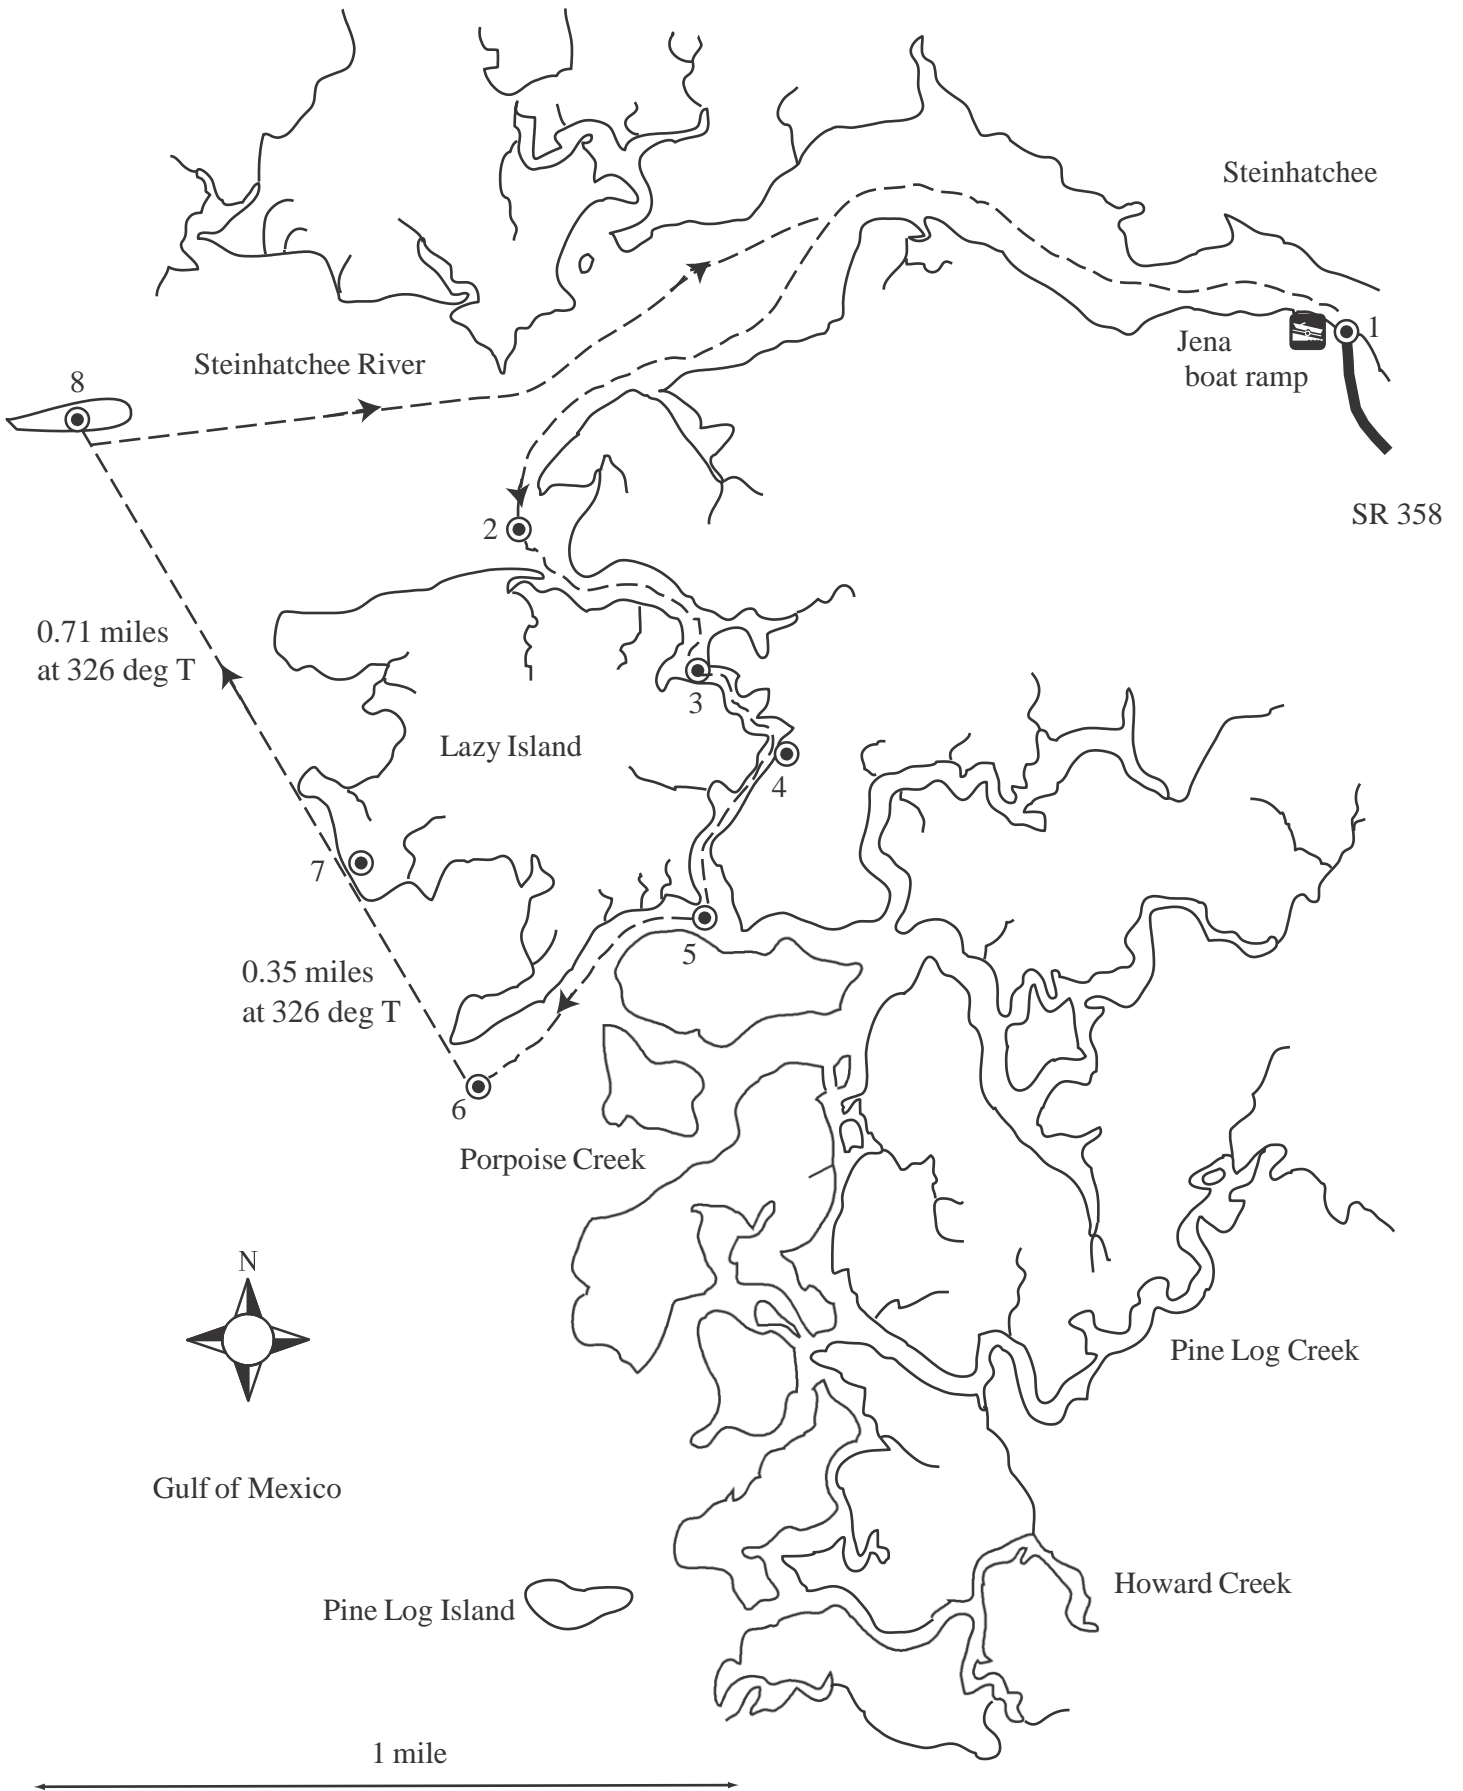 Steinhatchee
1
Jena
boat ramp
Steinhatchee River
8
SR 358
2
0.71 miles
at 326 deg T
3
Lazy Island
4
7
5
0.35 miles
at 326 deg T
6
Porpoise Creek
N
Pine Log Creek
Gulf of Mexico
Howard Creek
Pine Log Island
1 mile